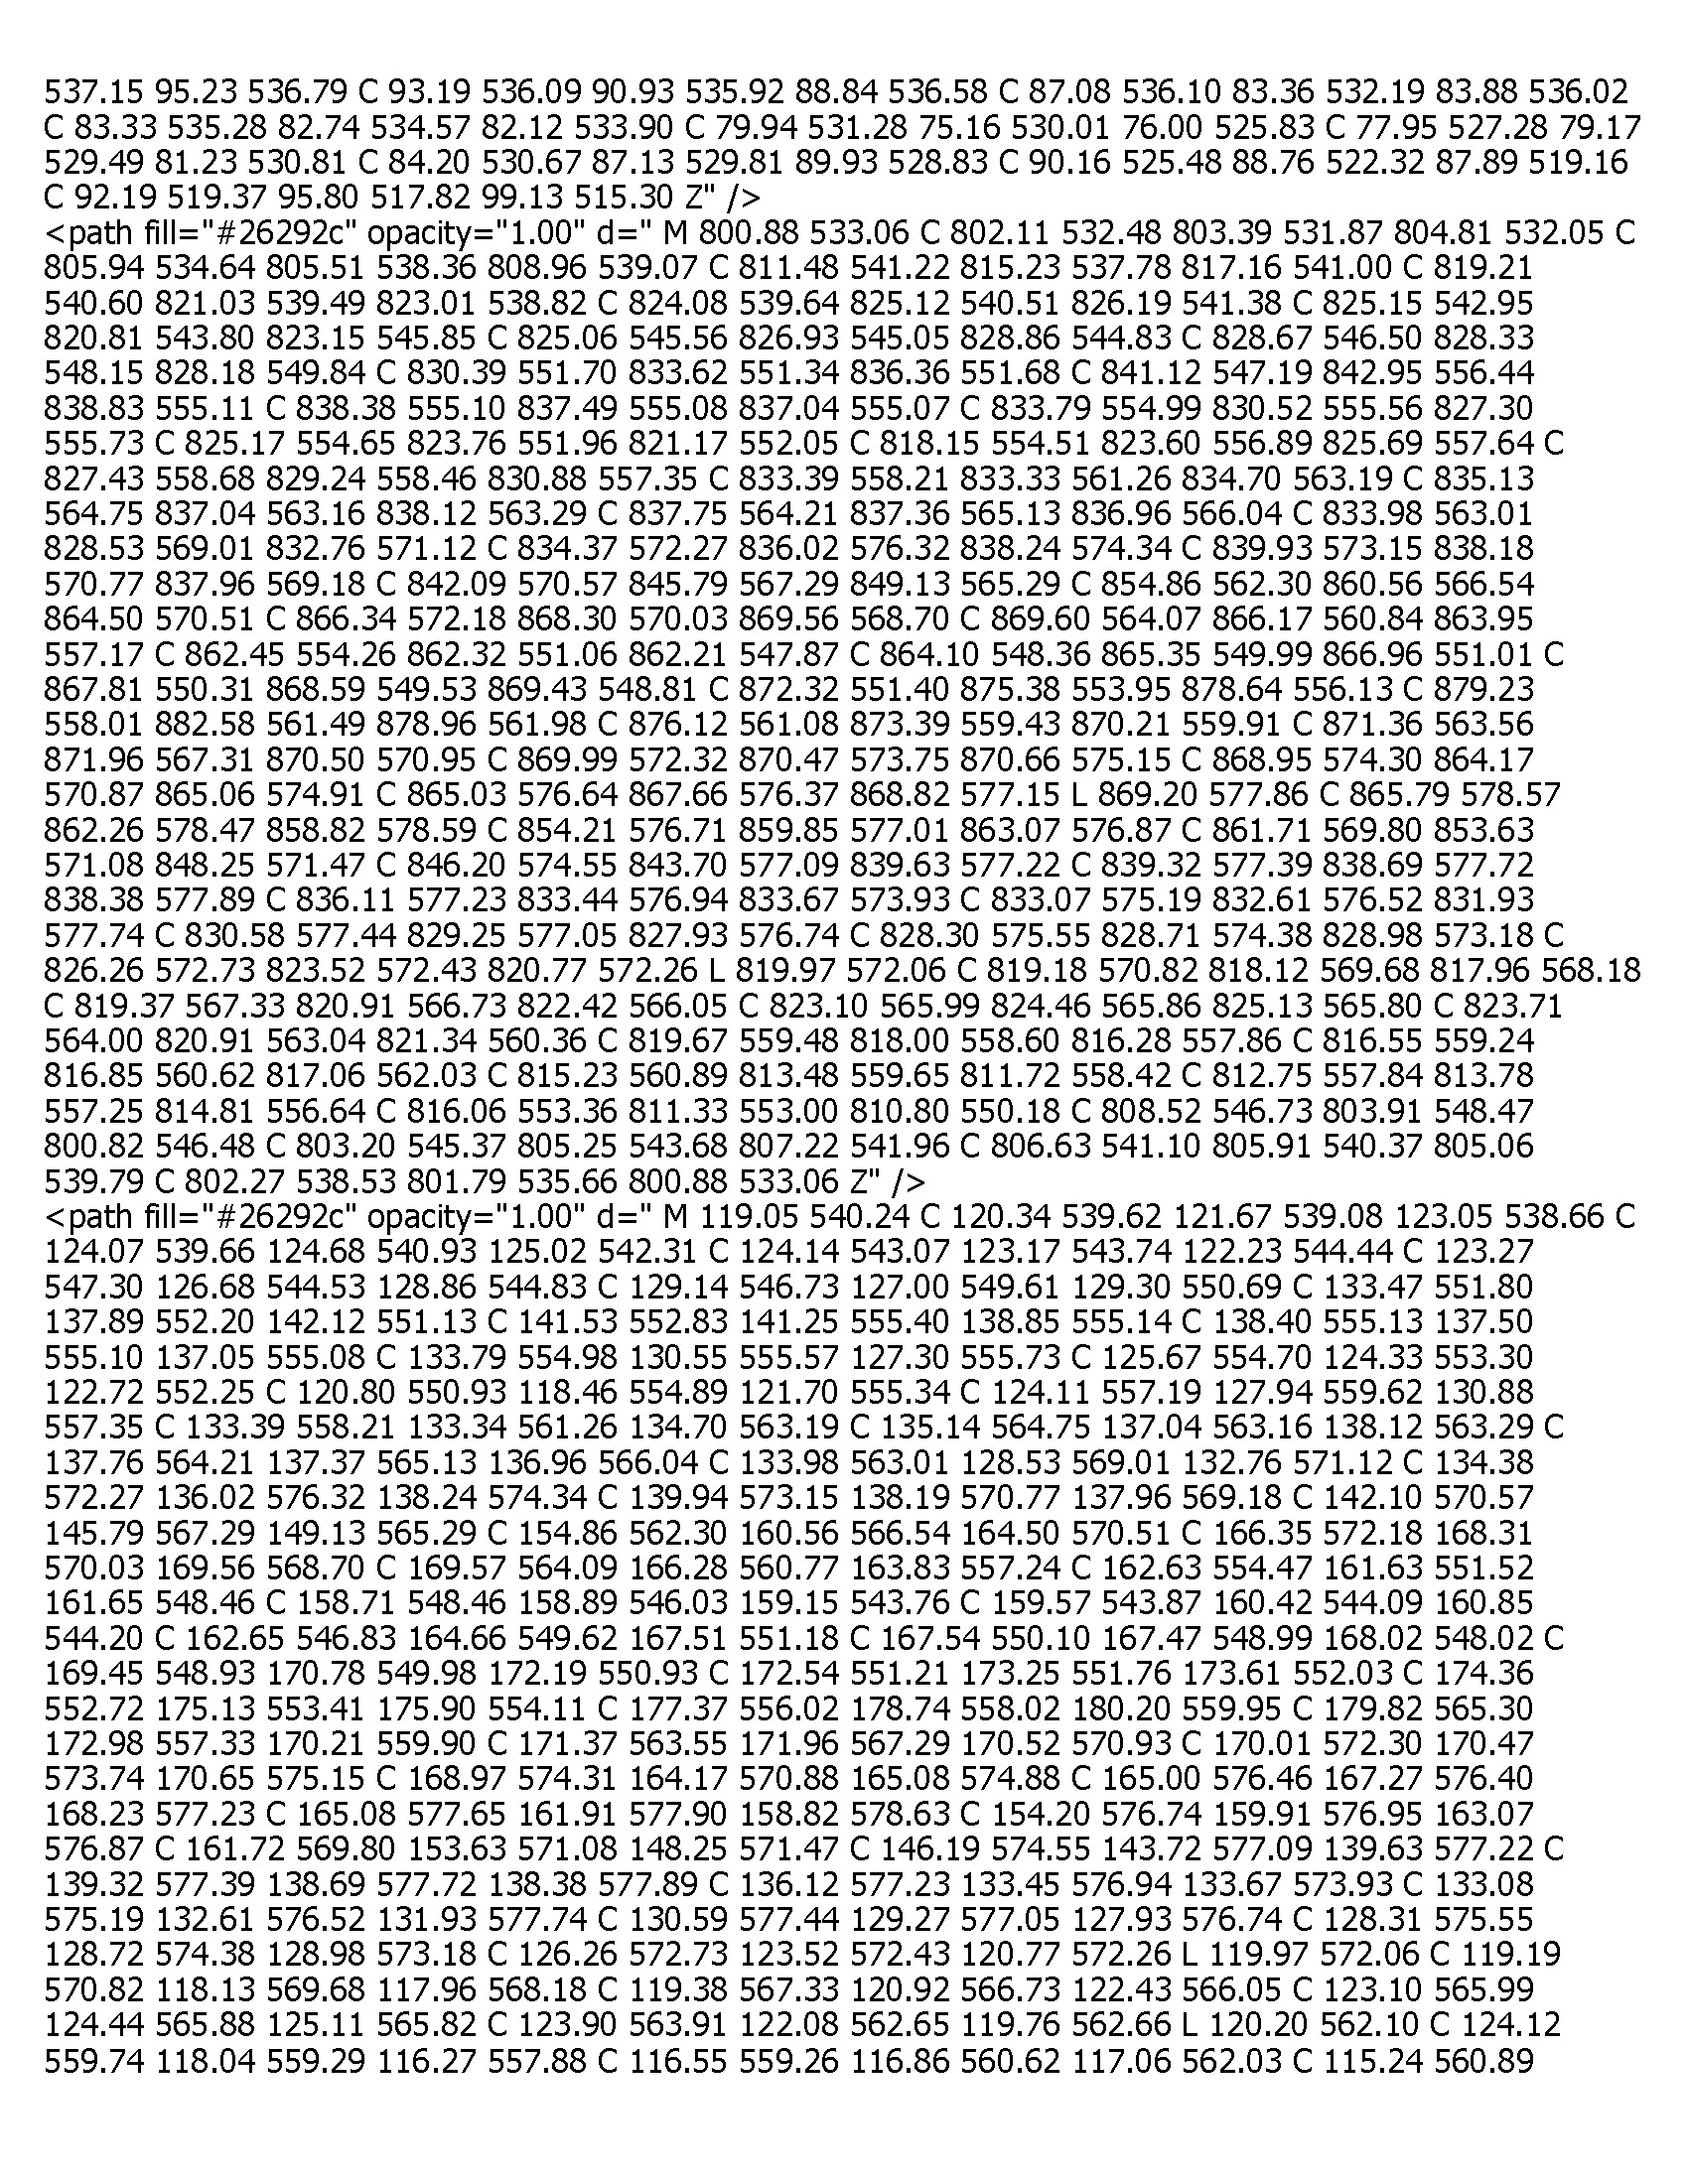 537.15 95.23 536.79 C 93.19 536.09 90.93 535.92 88.84 536.58 C 87.08 536.10 83.36 532.19 83.88 536.02
C 83.33 535.28 82.74 534.57 82.12 533.90 C 79.94 531.28 75.16 530.01 76.00 525.83 C 77.95 527.28 79.17
529.49 81.23 530.81 C 84.20 530.67 87.13 529.81 89.93 528.83 C 90.16 525.48 88.76 522.32 87.89 519.16
C 92.19 519.37 95.80 517.82 99.13 515.30 Z" />
<path fill="#26292c" opacity="1.00" d=" M 800.88 533.06 C 802.11 532.48 803.39 531.87 804.81 532.05 C
805.94 534.64 805.51 538.36 808.96 539.07 C 811.48 541.22 815.23 537.78 817.16 541.00 C 819.21
540.60 821.03 539.49 823.01 538.82 C 824.08 539.64 825.12 540.51 826.19 541.38 C 825.15 542.95
820.81 543.80 823.15 545.85 C 825.06 545.56 826.93 545.05 828.86 544.83 C 828.67 546.50 828.33
548.15 828.18 549.84 C 830.39 551.70 833.62 551.34 836.36 551.68 C 841.12 547.19 842.95 556.44
838.83 555.11 C 838.38 555.10 837.49 555.08 837.04 555.07 C 833.79 554.99 830.52 555.56 827.30
555.73 C 825.17 554.65 823.76 551.96 821.17 552.05 C 818.15 554.51 823.60 556.89 825.69 557.64 C
827.43 558.68 829.24 558.46 830.88 557.35 C 833.39 558.21 833.33 561.26 834.70 563.19 C 835.13
564.75 837.04 563.16 838.12 563.29 C 837.75 564.21 837.36 565.13 836.96 566.04 C 833.98 563.01
828.53 569.01 832.76 571.12 C 834.37 572.27 836.02 576.32 838.24 574.34 C 839.93 573.15 838.18
570.77 837.96 569.18 C 842.09 570.57 845.79 567.29 849.13 565.29 C 854.86 562.30 860.56 566.54
864.50 570.51 C 866.34 572.18 868.30 570.03 869.56 568.70 C 869.60 564.07 866.17 560.84 863.95
557.17 C 862.45 554.26 862.32 551.06 862.21 547.87 C 864.10 548.36 865.35 549.99 866.96 551.01 C
867.81 550.31 868.59 549.53 869.43 548.81 C 872.32 551.40 875.38 553.95 878.64 556.13 C 879.23
558.01 882.58 561.49 878.96 561.98 C 876.12 561.08 873.39 559.43 870.21 559.91 C 871.36 563.56
871.96 567.31 870.50 570.95 C 869.99 572.32 870.47 573.75 870.66 575.15 C 868.95 574.30 864.17
570.87 865.06 574.91 C 865.03 576.64 867.66 576.37 868.82 577.15 L 869.20 577.86 C 865.79 578.57
862.26 578.47 858.82 578.59 C 854.21 576.71 859.85 577.01 863.07 576.87 C 861.71 569.80 853.63
571.08 848.25 571.47 C 846.20 574.55 843.70 577.09 839.63 577.22 C 839.32 577.39 838.69 577.72
838.38 577.89 C 836.11 577.23 833.44 576.94 833.67 573.93 C 833.07 575.19 832.61 576.52 831.93
577.74 C 830.58 577.44 829.25 577.05 827.93 576.74 C 828.30 575.55 828.71 574.38 828.98 573.18 C
826.26 572.73 823.52 572.43 820.77 572.26 L 819.97 572.06 C 819.18 570.82 818.12 569.68 817.96 568.18
C 819.37 567.33 820.91 566.73 822.42 566.05 C 823.10 565.99 824.46 565.86 825.13 565.80 C 823.71
564.00 820.91 563.04 821.34 560.36 C 819.67 559.48 818.00 558.60 816.28 557.86 C 816.55 559.24
816.85 560.62 817.06 562.03 C 815.23 560.89 813.48 559.65 811.72 558.42 C 812.75 557.84 813.78
557.25 814.81 556.64 C 816.06 553.36 811.33 553.00 810.80 550.18 C 808.52 546.73 803.91 548.47
800.82 546.48 C 803.20 545.37 805.25 543.68 807.22 541.96 C 806.63 541.10 805.91 540.37 805.06
539.79 C 802.27 538.53 801.79 535.66 800.88 533.06 Z" />
<path fill="#26292c" opacity="1.00" d=" M 119.05 540.24 C 120.34 539.62 121.67 539.08 123.05 538.66 C
124.07 539.66 124.68 540.93 125.02 542.31 C 124.14 543.07 123.17 543.74 122.23 544.44 C 123.27
547.30 126.68 544.53 128.86 544.83 C 129.14 546.73 127.00 549.61 129.30 550.69 C 133.47 551.80
137.89 552.20 142.12 551.13 C 141.53 552.83 141.25 555.40 138.85 555.14 C 138.40 555.13 137.50
555.10 137.05 555.08 C 133.79 554.98 130.55 555.57 127.30 555.73 C 125.67 554.70 124.33 553.30
122.72 552.25 C 120.80 550.93 118.46 554.89 121.70 555.34 C 124.11 557.19 127.94 559.62 130.88
557.35 C 133.39 558.21 133.34 561.26 134.70 563.19 C 135.14 564.75 137.04 563.16 138.12 563.29 C
137.76 564.21 137.37 565.13 136.96 566.04 C 133.98 563.01 128.53 569.01 132.76 571.12 C 134.38
572.27 136.02 576.32 138.24 574.34 C 139.94 573.15 138.19 570.77 137.96 569.18 C 142.10 570.57
145.79 567.29 149.13 565.29 C 154.86 562.30 160.56 566.54 164.50 570.51 C 166.35 572.18 168.31
570.03 169.56 568.70 C 169.57 564.09 166.28 560.77 163.83 557.24 C 162.63 554.47 161.63 551.52
161.65 548.46 C 158.71 548.46 158.89 546.03 159.15 543.76 C 159.57 543.87 160.42 544.09 160.85
544.20 C 162.65 546.83 164.66 549.62 167.51 551.18 C 167.54 550.10 167.47 548.99 168.02 548.02 C
169.45 548.93 170.78 549.98 172.19 550.93 C 172.54 551.21 173.25 551.76 173.61 552.03 C 174.36
552.72 175.13 553.41 175.90 554.11 C 177.37 556.02 178.74 558.02 180.20 559.95 C 179.82 565.30
172.98 557.33 170.21 559.90 C 171.37 563.55 171.96 567.29 170.52 570.93 C 170.01 572.30 170.47
573.74 170.65 575.15 C 168.97 574.31 164.17 570.88 165.08 574.88 C 165.00 576.46 167.27 576.40
168.23 577.23 C 165.08 577.65 161.91 577.90 158.82 578.63 C 154.20 576.74 159.91 576.95 163.07
576.87 C 161.72 569.80 153.63 571.08 148.25 571.47 C 146.19 574.55 143.72 577.09 139.63 577.22 C
139.32 577.39 138.69 577.72 138.38 577.89 C 136.12 577.23 133.45 576.94 133.67 573.93 C 133.08
575.19 132.61 576.52 131.93 577.74 C 130.59 577.44 129.27 577.05 127.93 576.74 C 128.31 575.55
128.72 574.38 128.98 573.18 C 126.26 572.73 123.52 572.43 120.77 572.26 L 119.97 572.06 C 119.19
570.82 118.13 569.68 117.96 568.18 C 119.38 567.33 120.92 566.73 122.43 566.05 C 123.10 565.99
124.44 565.88 125.11 565.82 C 123.90 563.91 122.08 562.65 119.76 562.66 L 120.20 562.10 C 124.12
559.74 118.04 559.29 116.27 557.88 C 116.55 559.26 116.86 560.62 117.06 562.03 C 115.24 560.89